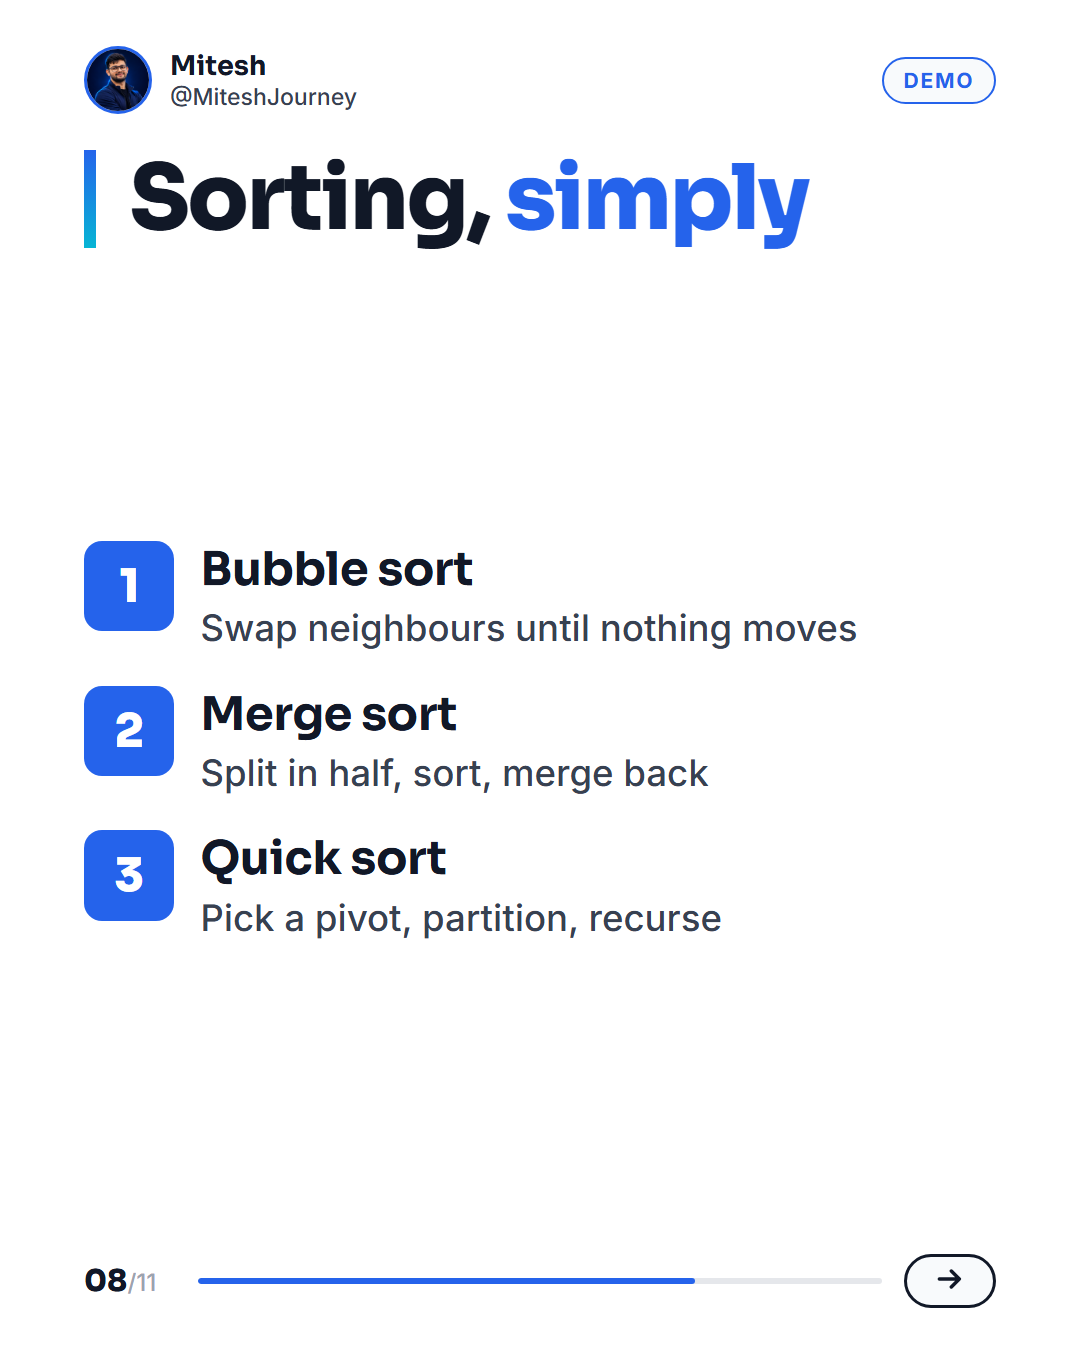 Mitesh
@MiteshJourney
DEMO
Sorting, simply
1
Bubble sort
Swap neighbours until nothing moves
2
Merge sort
Split in half, sort, merge back
3
Quick sort
Pick a pivot, partition, recurse
08/11
→